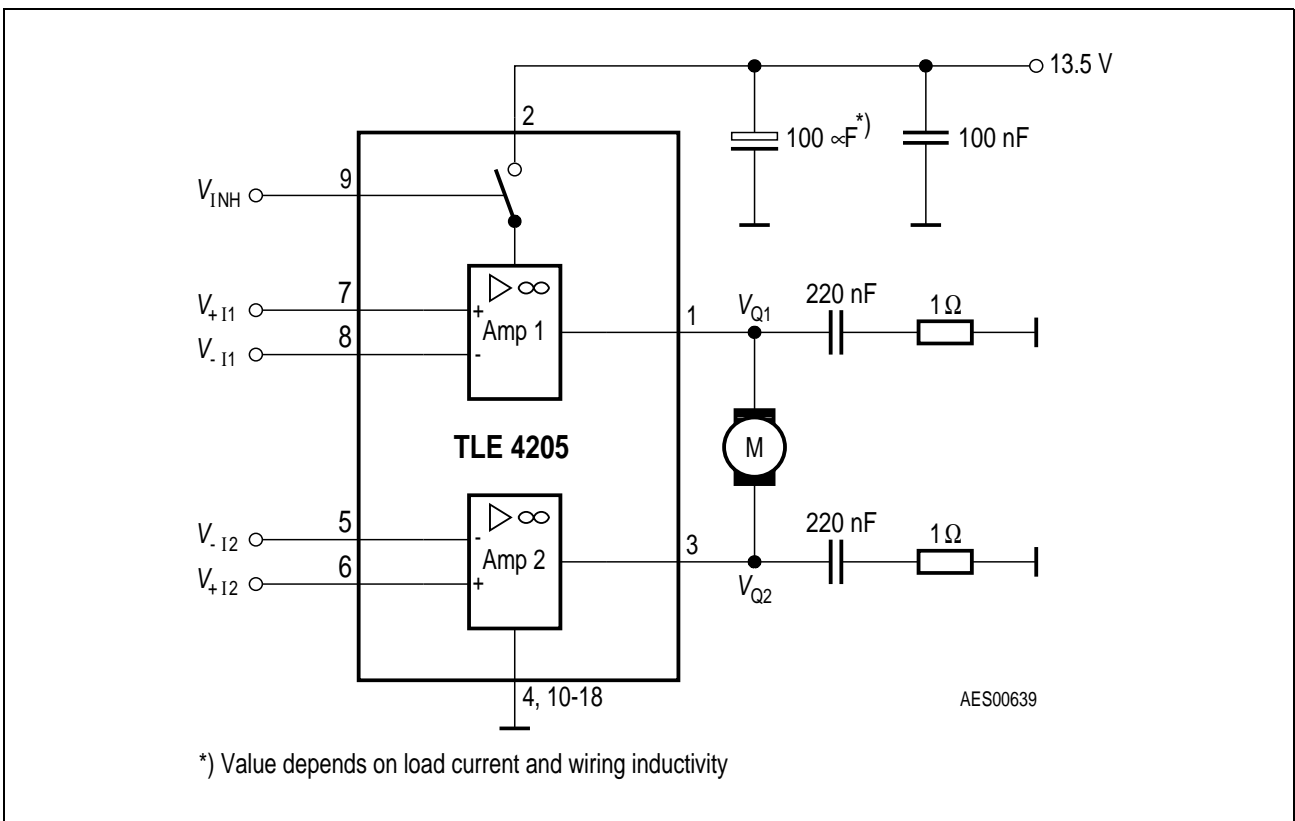 13.5 V
2
100 ∝F*)
100 nF
9
VINH
7
V+I1
8
V-I1
+
-
Amp 1
1
VQ1
220 nF
1Ω
TLE 4205
M
5
V-I2
6
V+I2
-
+
Amp 2
3
VQ2
220 nF
1Ω
4, 10-18
AES00639
*) Value depends on load current and wiring inductivity